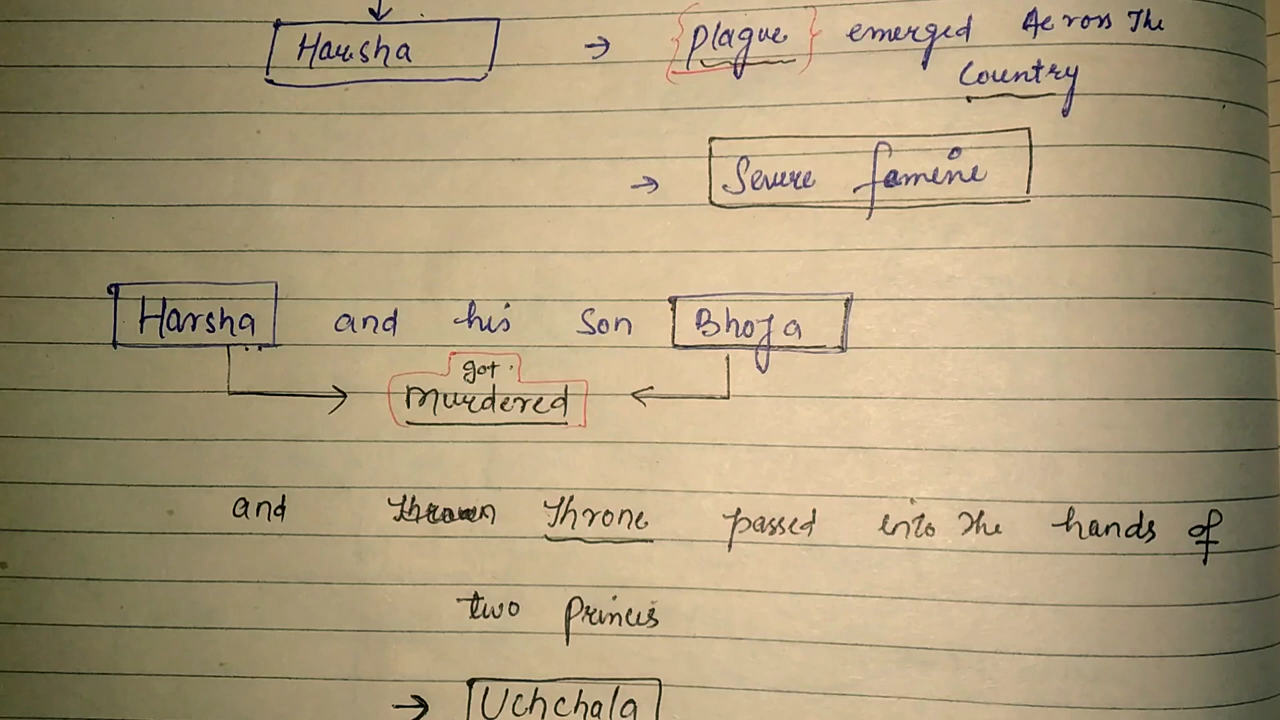 Harsha → {Plague} emerged Across The
Country
→ Severe famine
Harsha and his Son Bhoja
got
Murdered
and thrown Throne passed into The hands of
two Princes
→ Uchchala